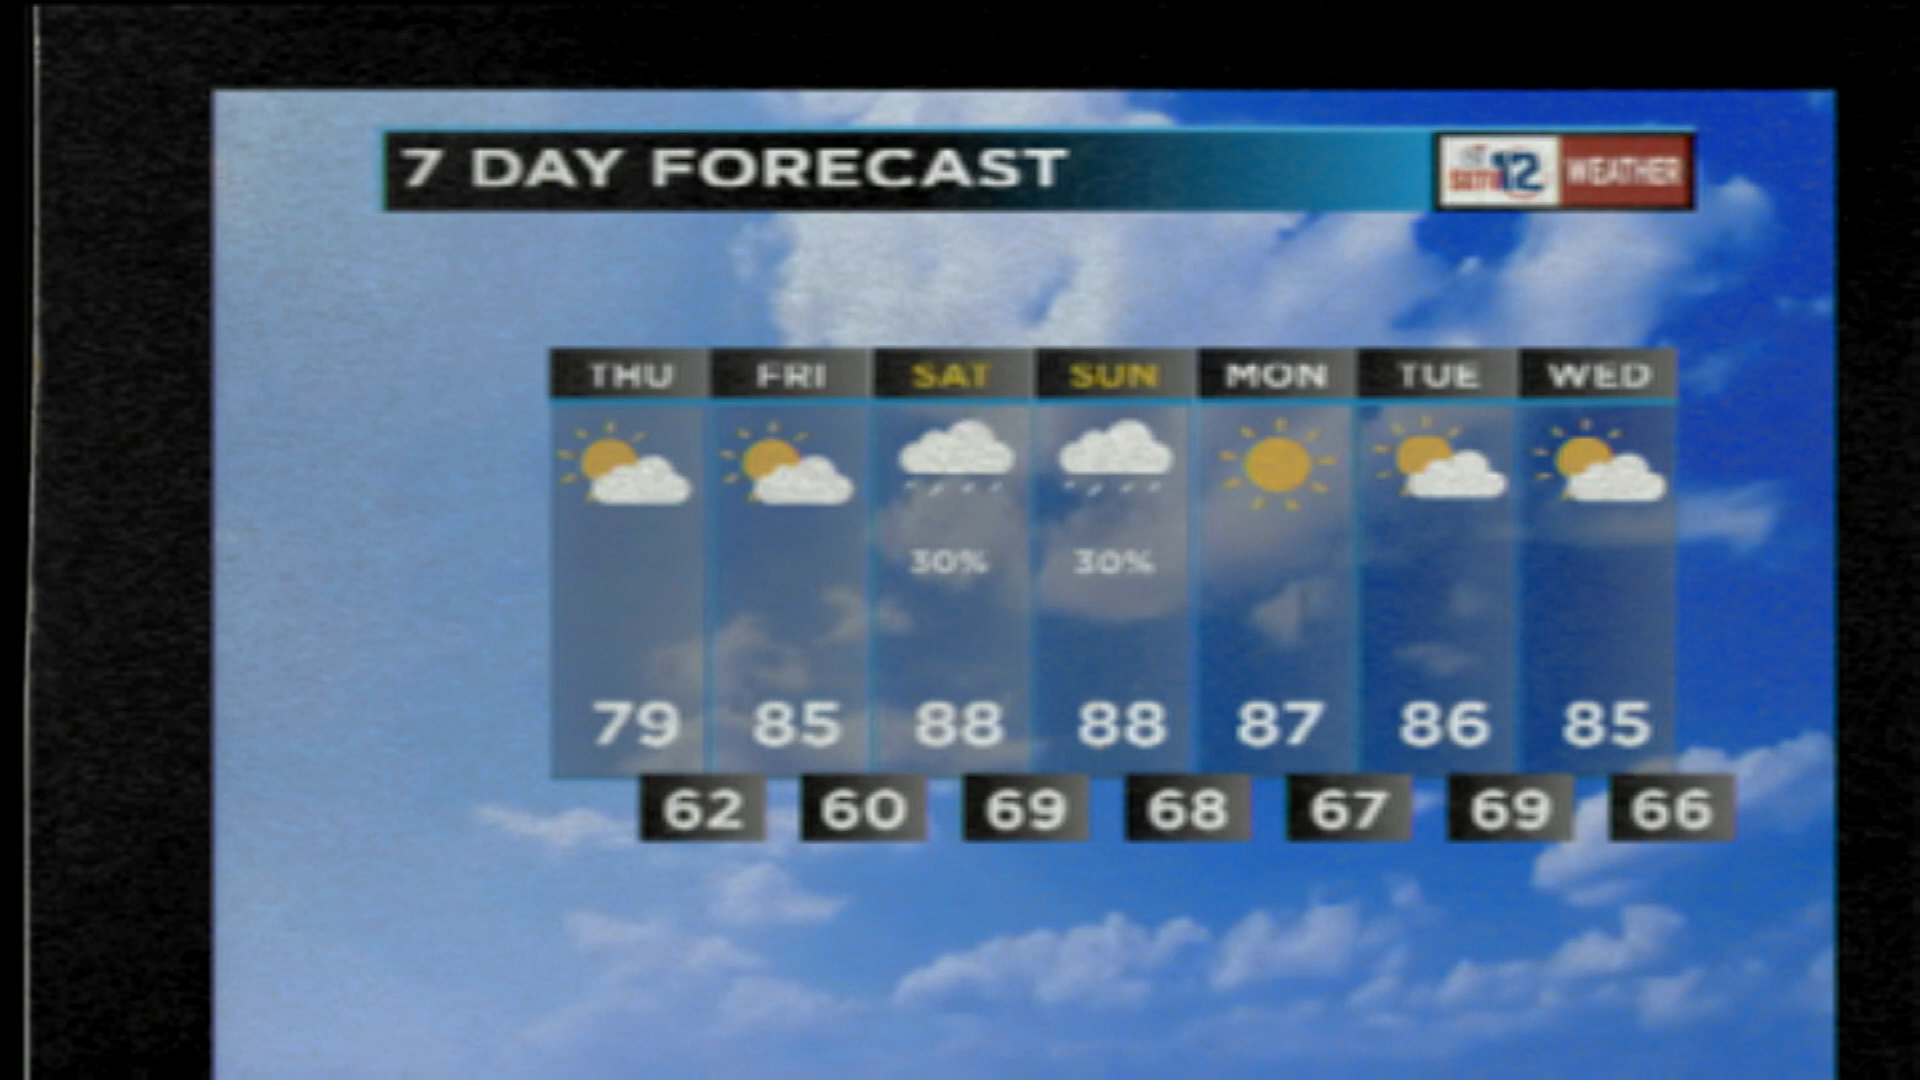 7 DAY FORECAST
12 WEATHER
THU FRI SAT SUN MON TUE WED
30% 30%
79 85 88 88 87 86 85
62 60 69 68 67 69 66